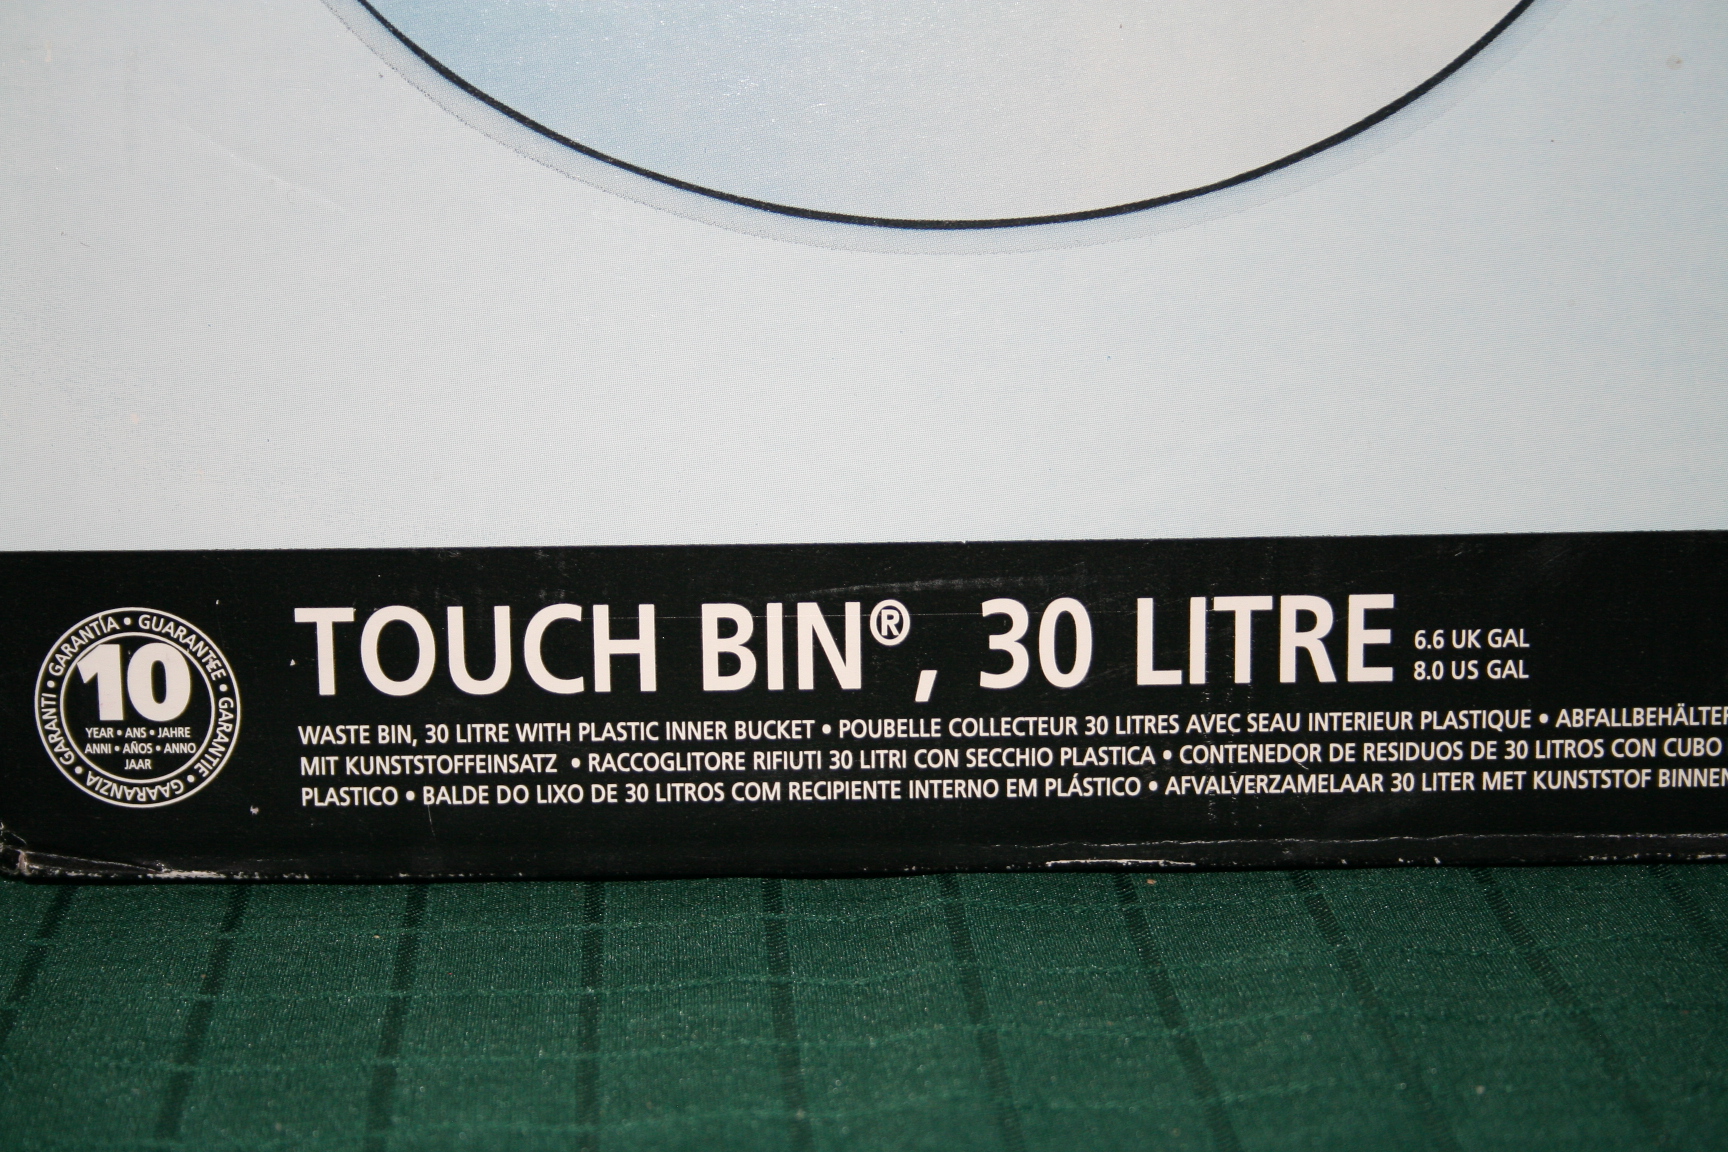 TOUCH BIN®, 30 LITRE
6.6 UK GAL
8.0 US GAL
WASTE BIN, 30 LITRE WITH PLASTIC INNER BUCKET • POUBELLE COLLECTEUR 30 LITRES AVEC SEAU INTERIEUR PLASTIQUE • ABFALLBEHÄLTER
MIT KUNSTSTOFFEINSATZ • RACCOGLITORE RIFIUTI 30 LITRI CON SECCHIO PLASTICA • CONTENEDOR DE RESIDUOS DE 30 LITROS CON CUBO
PLASTICO • BALDE DO LIXO DE 30 LITROS COM RECIPIENTE INTERNO EM PLÁSTICO • AFVALVERZAMELAAR 30 LITER MET KUNSTSTOF BINNEN
GARANTÍA • GUARANTEE • GARANTIE • GARANZIA • GARANTI •
10
YEAR • ANS • JAHRE
ANNI • AÑOS • ANNO
JAAR